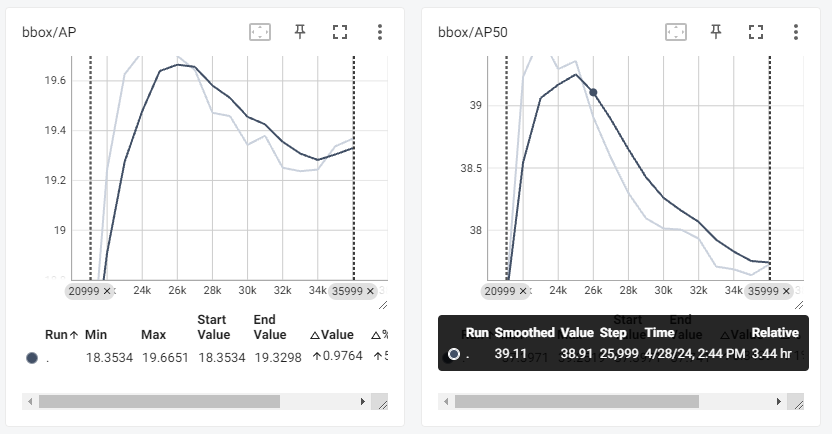 bbox/AP
19.6
19.4
19.2
19
20999 ×
24k
26k
28k
30k
32k
34k
35999 ×
Run↑ Min Max Start Value End Value △Value △%
. 18.3534 19.6651 18.3534 19.3298 ↑0.9764 ↑5
bbox/AP50
39
38.5
38
20999 ×
24k
26k
28k
30k
32k
34k
35999 ×
Run Smoothed Value Step Time Relative
. 39.11 38.91 25,999 4/28/24, 2:44 PM 3.44 hr